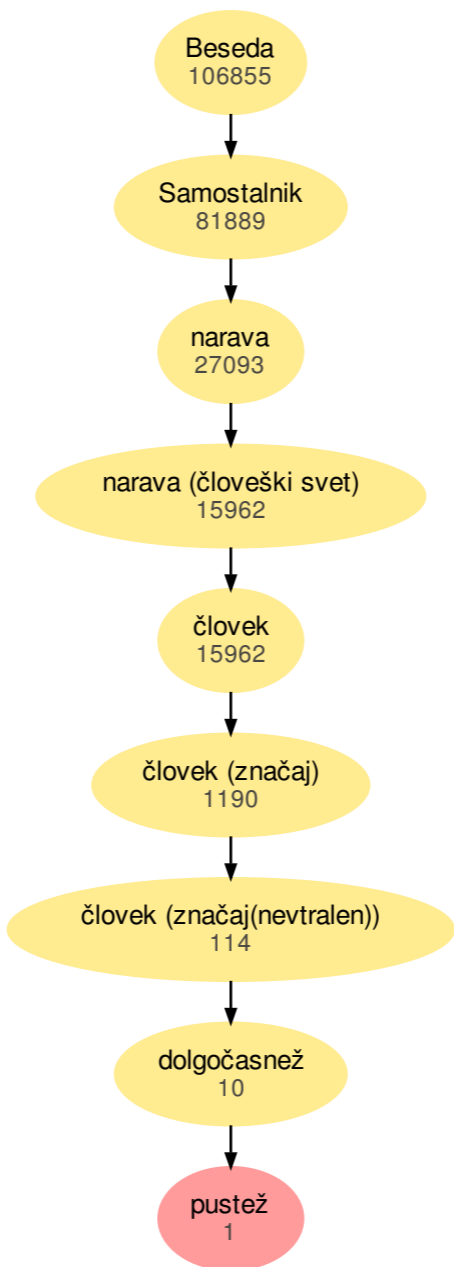 Beseda
106855
Samostalnik
81889
narava
27093
narava (človeški svet)
15962
človek
15962
človek (značaj)
1190
človek (značaj(nevtralen))
114
dolgočasnež
10
pustež
1